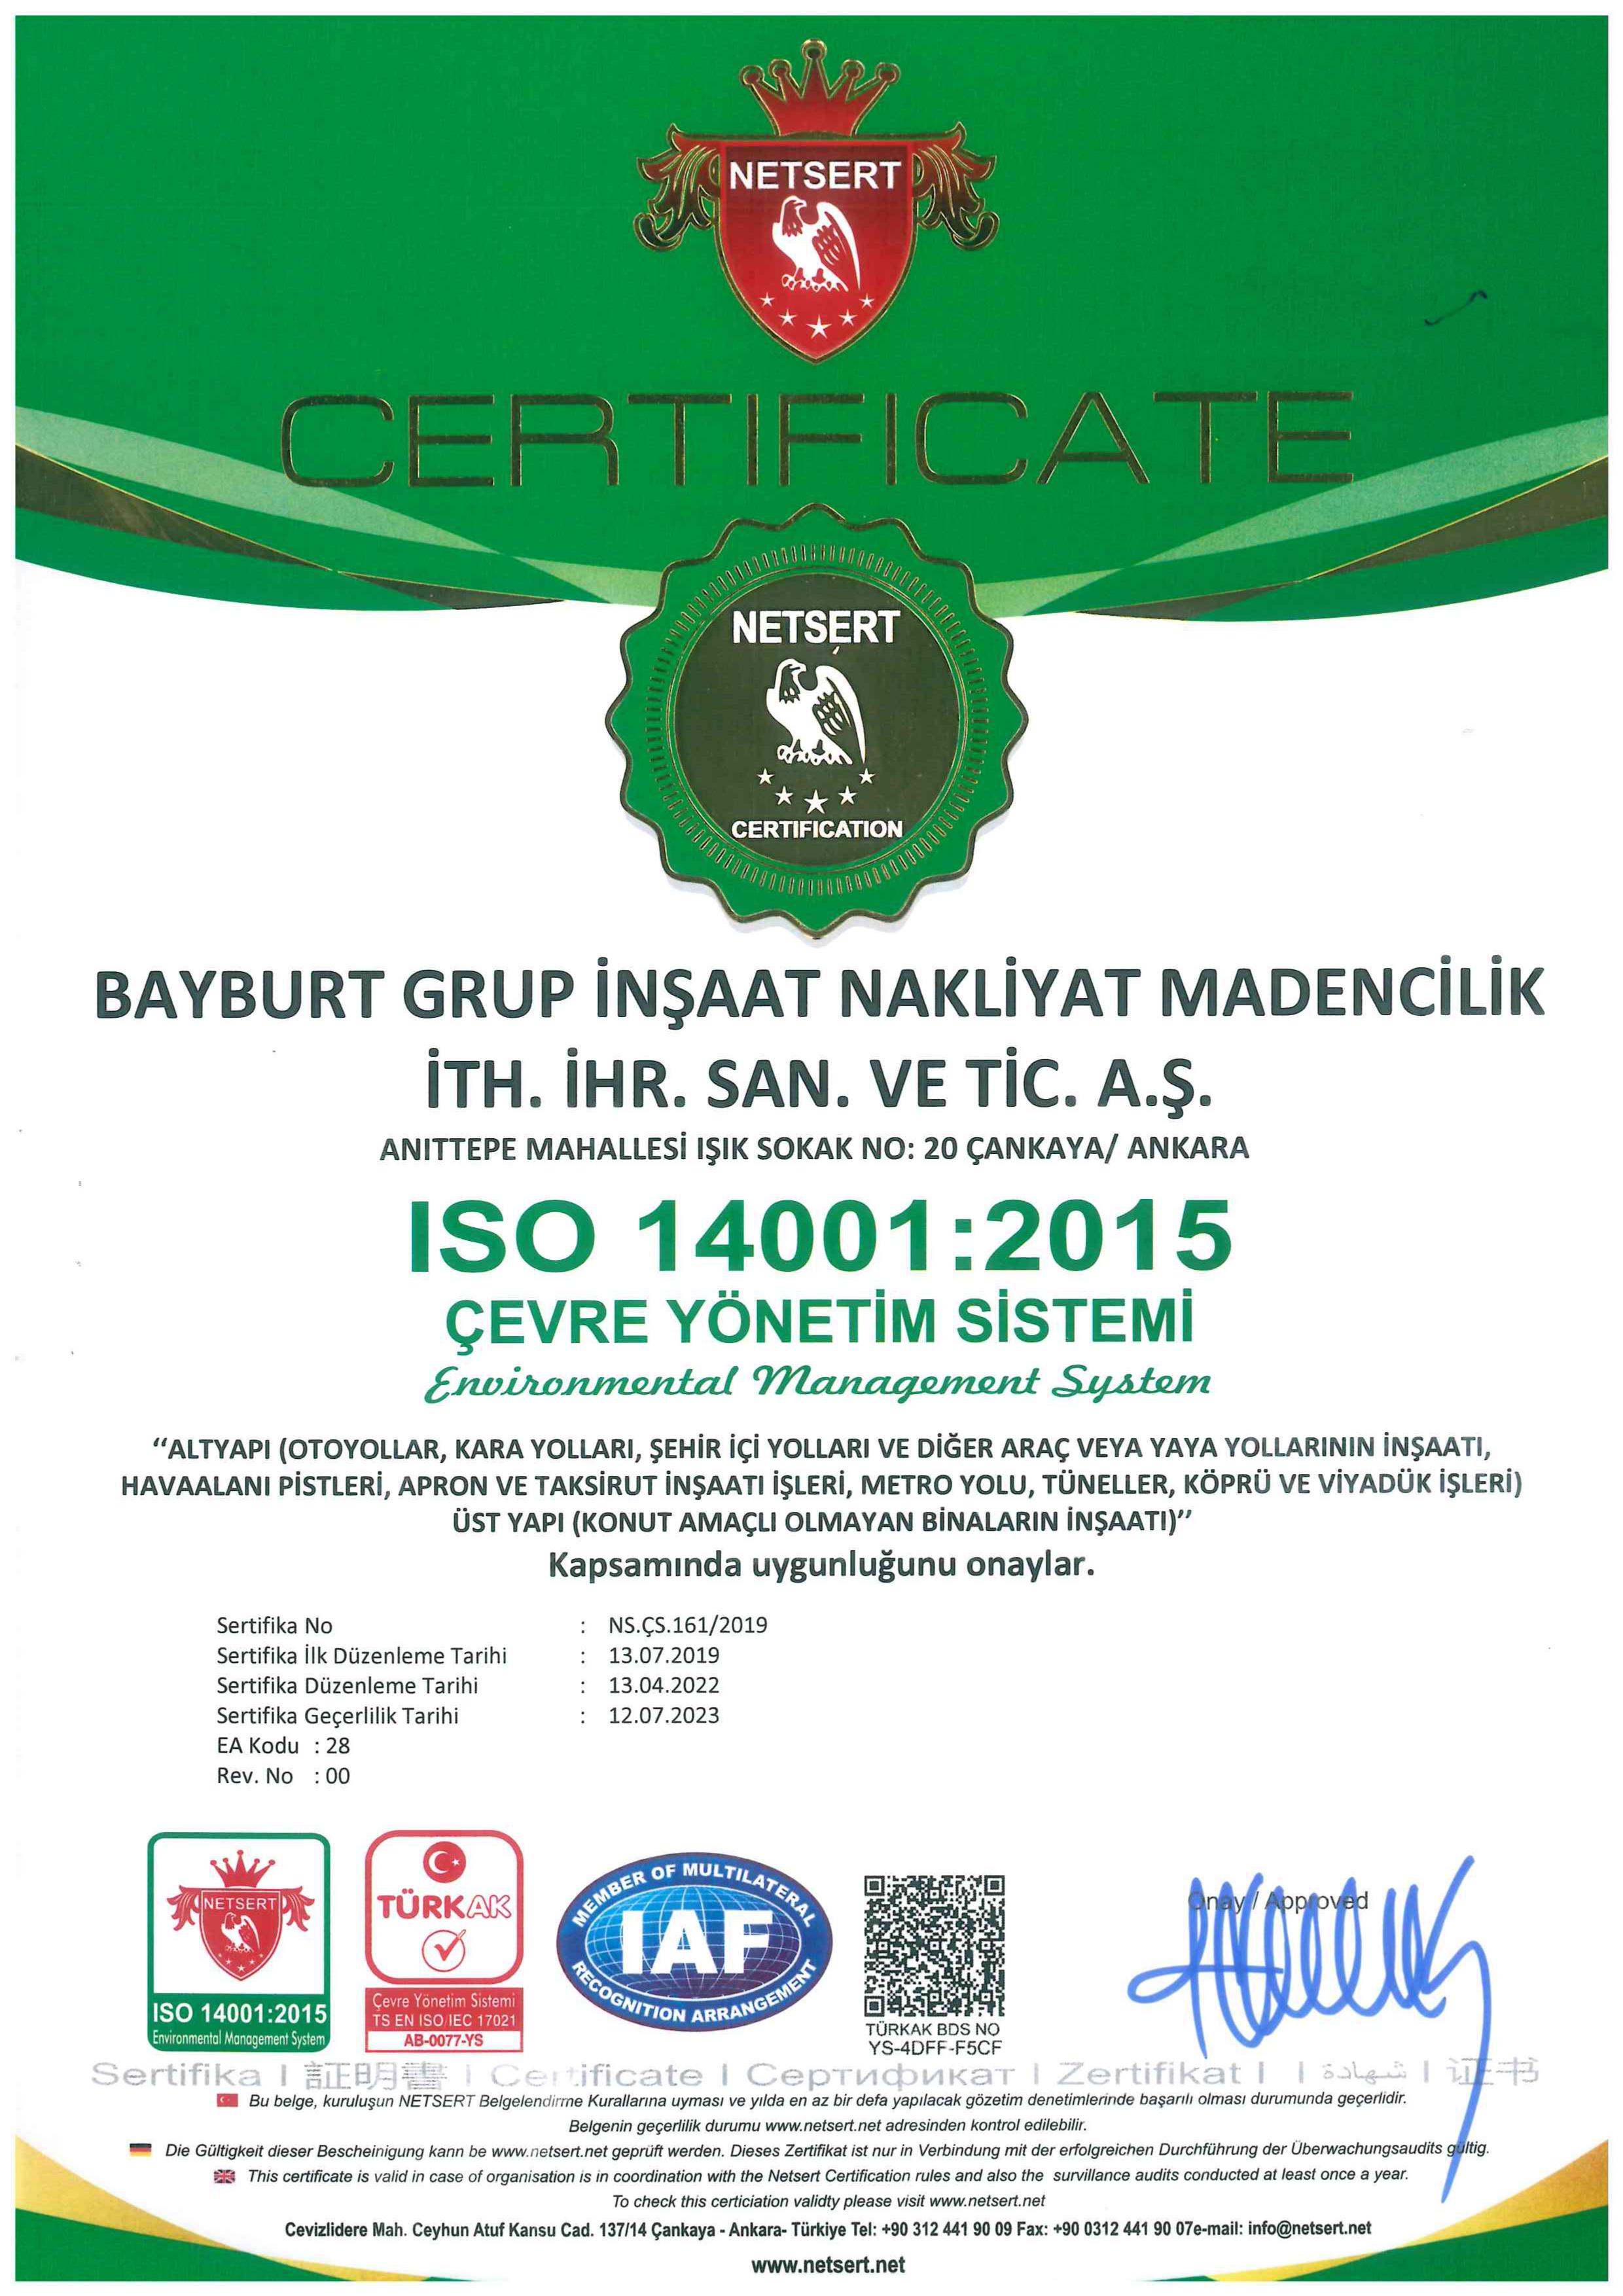 NETSERT
CERTIFICATE
NETSERT
CERTIFICATION
BAYBURT GRUP İNŞAAT NAKLİYAT MADENCİLİK
İTH. İHR. SAN. VE TİC. A.Ş.
ANITTEPE MAHALLESİ IŞIK SOKAK NO: 20 ÇANKAYA/ ANKARA
ISO 14001:2015
ÇEVRE YÖNETİM SİSTEMİ
Environmental Management System
‘‘ALTYAPI (OTOYOLLAR, KARA YOLLARI, ŞEHİR İÇİ YOLLARI VE DİĞER ARAÇ VEYA YAYA YOLLARININ İNŞAATI,
HAVAALANI PİSTLERİ, APRON VE TAKSİRUT İNŞAATI İŞLERİ, METRO YOLU, TÜNELLER, KÖPRÜ VE VİYADÜK İŞLERİ)
ÜST YAPI (KONUT AMAÇLI OLMAYAN BİNALARIN İNŞAATI)’’
Kapsamında uygunluğunu onaylar.
Sertifika No : NS.ÇS.161/2019
Sertifika İlk Düzenleme Tarihi : 13.07.2019
Sertifika Düzenleme Tarihi : 13.04.2022
Sertifika Geçerlilik Tarihi : 12.07.2023
EA Kodu : 28
Rev. No : 00
NETSERT
ISO 14001:2015
Environmental Management System
TÜRKAK
Çevre Yönetim Sistemi
TS EN ISO/IEC 17021
AB-0077-YS
MEMBER OF MULTILATERAL
IAF
RECOGNITION ARRANGEMENT
TÜRKAK BDS NO
YS-4DFF-F5CF
Onay / Approved
Sertifika I 証明書 I Certificate I Сертификат I Zertifikat I I شهادة I 证书
Bu belge, kuruluşun NETSERT Belgelendirme Kurallarına uyması ve yılda en az bir defa yapılacak gözetim denetimlerinde başarılı olması durumunda geçerlidir.
Belgenin geçerlilik durumu www.netsert.net adresinden kontrol edilebilir.
Die Gültigkeit dieser Bescheinigung kann be www.netsert.net geprüft werden. Dieses Zertifikat ist nur in Verbindung mit der erfolgreichen Durchführung der Überwachungsaudits gültig.
This certificate is valid in case of organisation is in coordination with the Netsert Certification rules and also the survillance audits conducted at least once a year.
To check this certiciation validty please visit www.netsert.net
Cevizlidere Mah. Ceyhun Atuf Kansu Cad. 137/14 Çankaya - Ankara- Türkiye Tel: +90 312 441 90 09 Fax: +90 0312 441 90 07e-mail: info@netsert.net
www.netsert.net